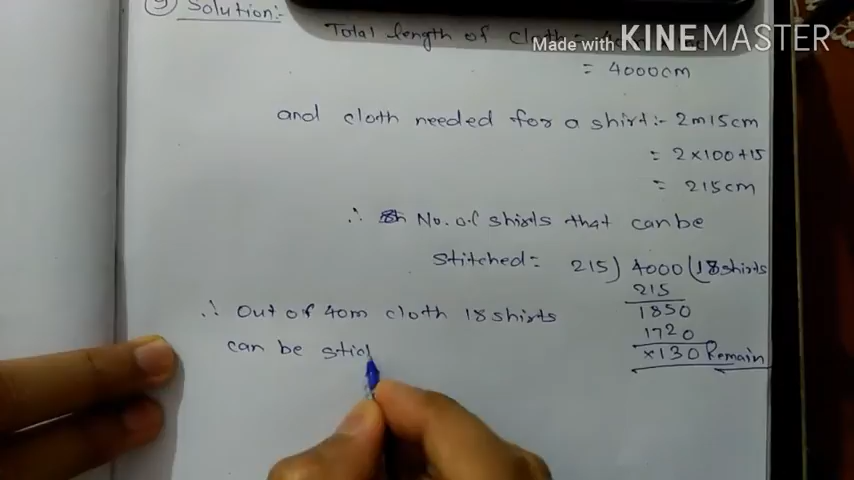 9 Solution:-
Total length of cloth =
Made with KINEMASTER
= 4000cm
and cloth needed for a shirt:- 2m15cm
= 2×100+15
= 215cm
∴ No. of shirts that can be
stitched = 215) 4000 (18shirts
215
1850
1720
×130 Remain
∴ Out of 40m cloth 18shirts
can be stic